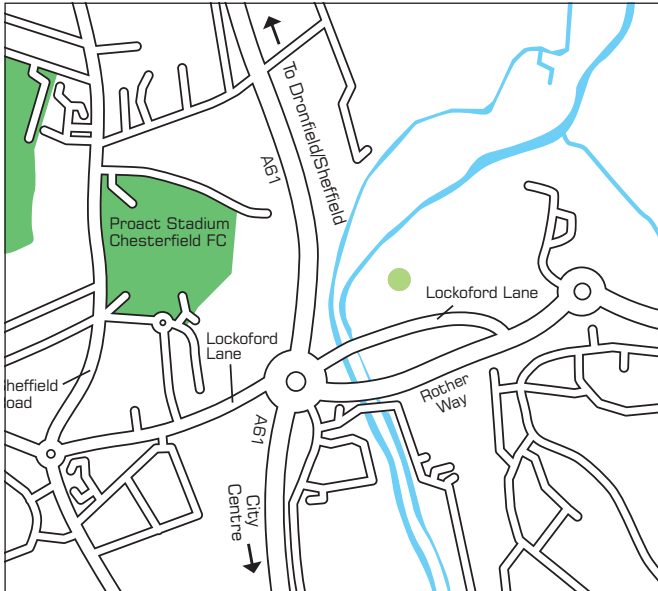 To Dronfield/Sheffield
A61
Proact Stadium
Chesterfield FC
Lockoford Lane
Lockoford
Lane
heffield
oad
Rother
Way
A61
City
Centre